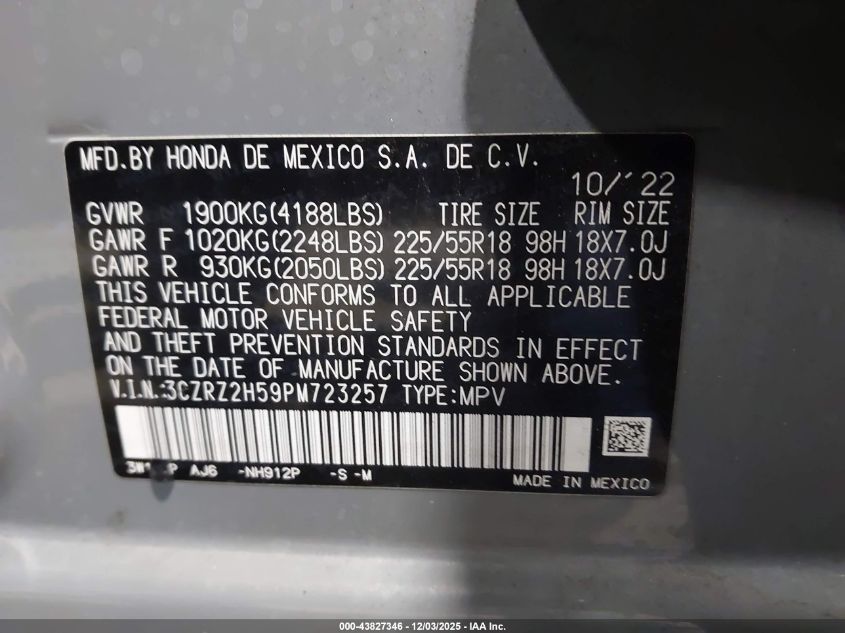 MFD.BY HONDA DE MEXICO S.A. DE C.V.
10/'22
GVWR 1900KG(4188LBS) TIRE SIZE RIM SIZE
GAWR F 1020KG(2248LBS) 225/55R18 98H 18X7.0J
GAWR R 930KG(2050LBS) 225/55R18 98H 18X7.0J
THIS VEHICLE CONFORMS TO ALL APPLICABLE
FEDERAL MOTOR VEHICLE SAFETY
AND THEFT PREVENTION STANDARDS IN EFFECT
ON THE DATE OF MANUFACTURE SHOWN ABOVE.
V.I.N.:3CZRZ2H59PM723257 TYPE:MPV
AJ6 -NH912P -S -M
MADE IN MEXICO
000-43827346 | 12/03/2025 - IAA Inc.